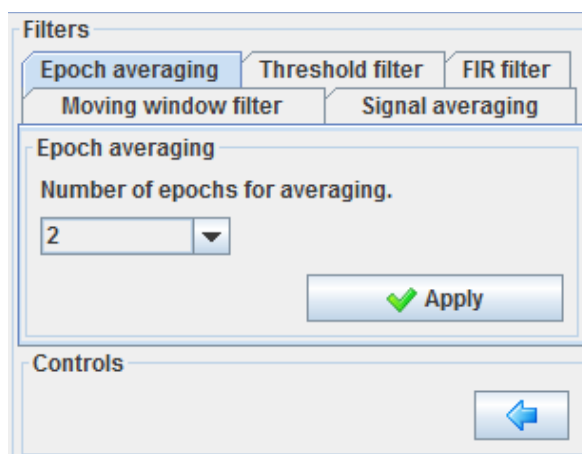 Filters
Epoch averaging Threshold filter FIR filter
Moving window filter Signal averaging
Epoch averaging
Number of epochs for averaging.
2
Apply
Controls